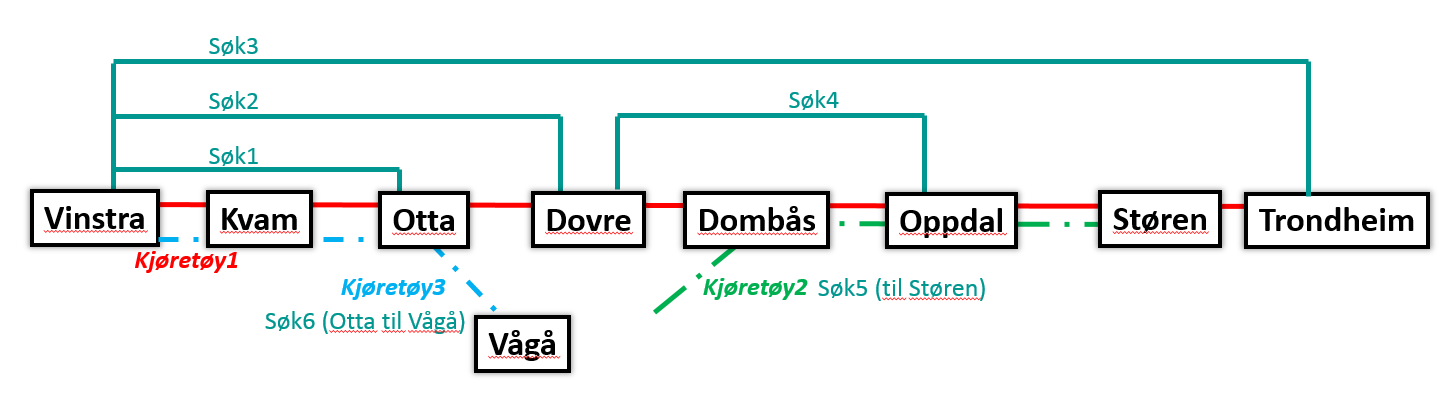 Søk3
Søk2
Søk4
Søk1
Vinstra
Kvam
Otta
Dovre
Dombås
Oppdal
Støren
Trondheim
Kjøretøy1
Kjøretøy3
Kjøretøy2
Søk5 (til Støren)
Søk6 (Otta til Vågå)
Vågå